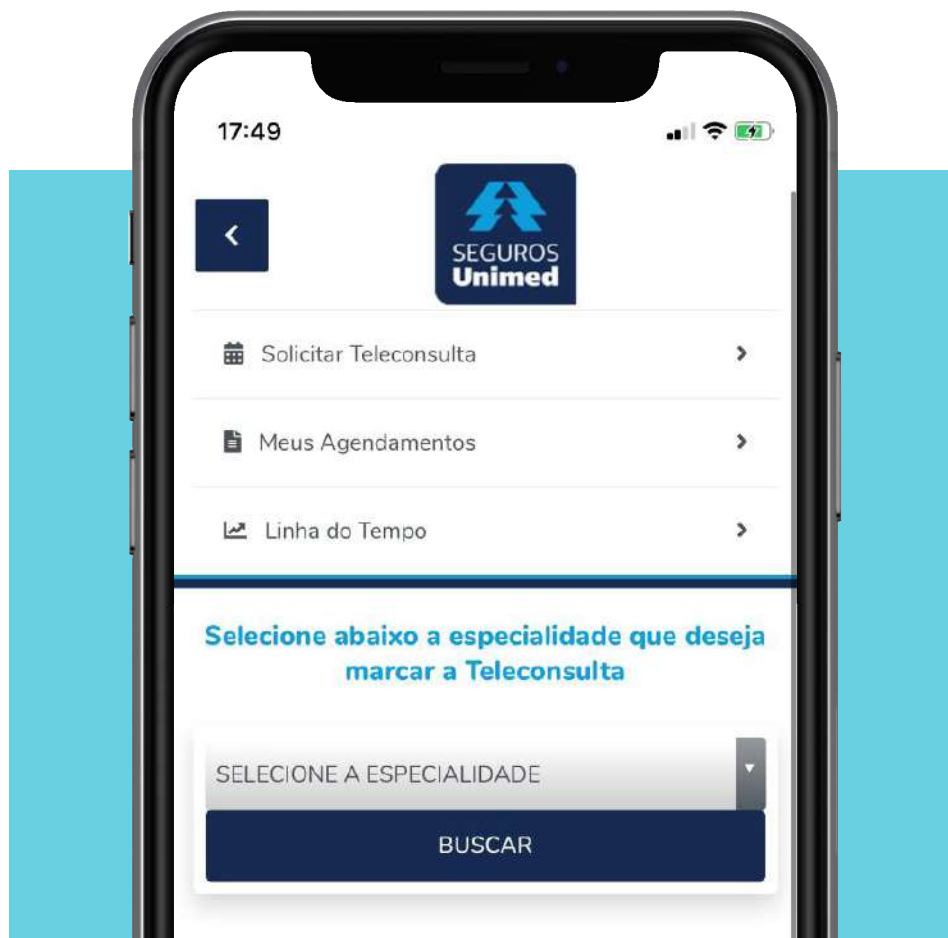 17:49
SEGUROS
Unimed
Solicitar Teleconsulta
Meus Agendamentos
Linha do Tempo
Selecione abaixo a especialidade que deseja
marcar a Teleconsulta
SELECIONE A ESPECIALIDADE
BUSCAR